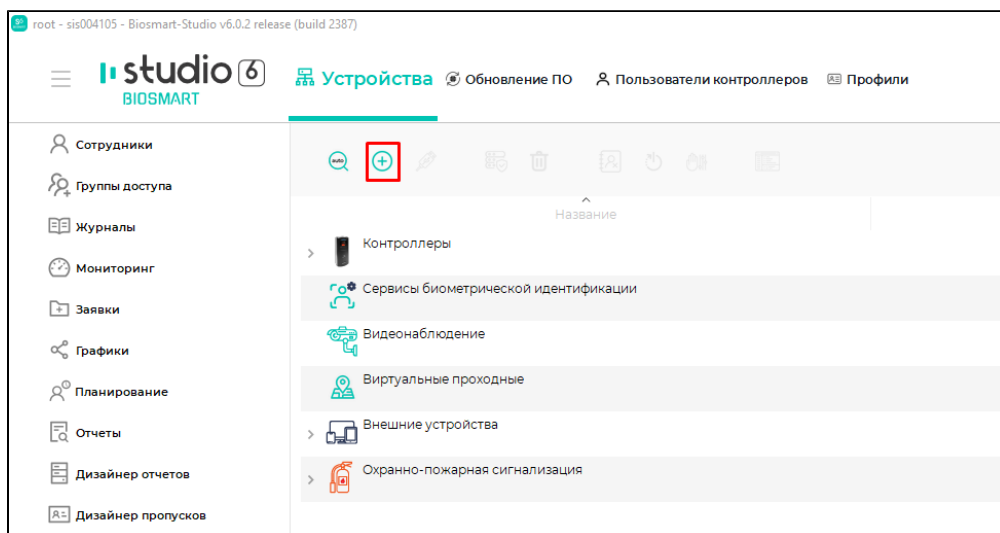 root - sis004105 - Biosmart-Studio v6.0.2 release (build 2387)
studio 6
BIOSMART
Устройства Обновление ПО Пользователи контроллеров Профили
Сотрудники
Группы доступа
Журналы
Мониторинг
Заявки
Графики
Планирование
Отчеты
Дизайнер отчетов
Дизайнер пропусков
auto
Название
Контроллеры
Сервисы биометрической идентификации
Видеонаблюдение
Виртуальные проходные
Внешние устройства
Охранно-пожарная сигнализация